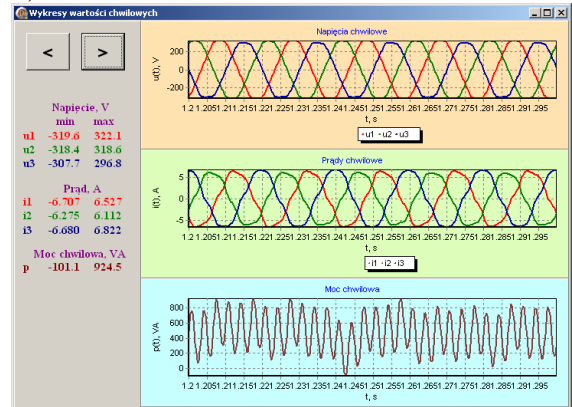 Wykresy wartości chwilowych
< >
Napięcie, V
min max
u1 -319.6 322.1
u2 -318.4 318.6
u3 -307.7 296.8
Prąd, A
i1 -6.707 6.527
i2 -6.275 6.112
i3 -6.680 6.822
Moc chwilowa, VA
p -101.1 924.5
Napięcia chwilowe
u(t), V
200
0
-200
1.2 1.2051.211.2151.221.2251.231.2351.241.2451.251.2551.261.2651.271.2751.281.2851.291.295
t, s
u1 u2 u3
Prądy chwilowe
i(t), A
5
0
-5
1.2 1.2051.211.2151.221.2251.231.2351.241.2451.251.2551.261.2651.271.2751.281.2851.291.295
t, s
i1 i2 i3
Moc chwilowa
p(t), VA
800
600
400
200
0
1.2 1.2051.211.2151.221.2251.231.2351.241.2451.251.2551.261.2651.271.2751.281.2851.291.295
t, s